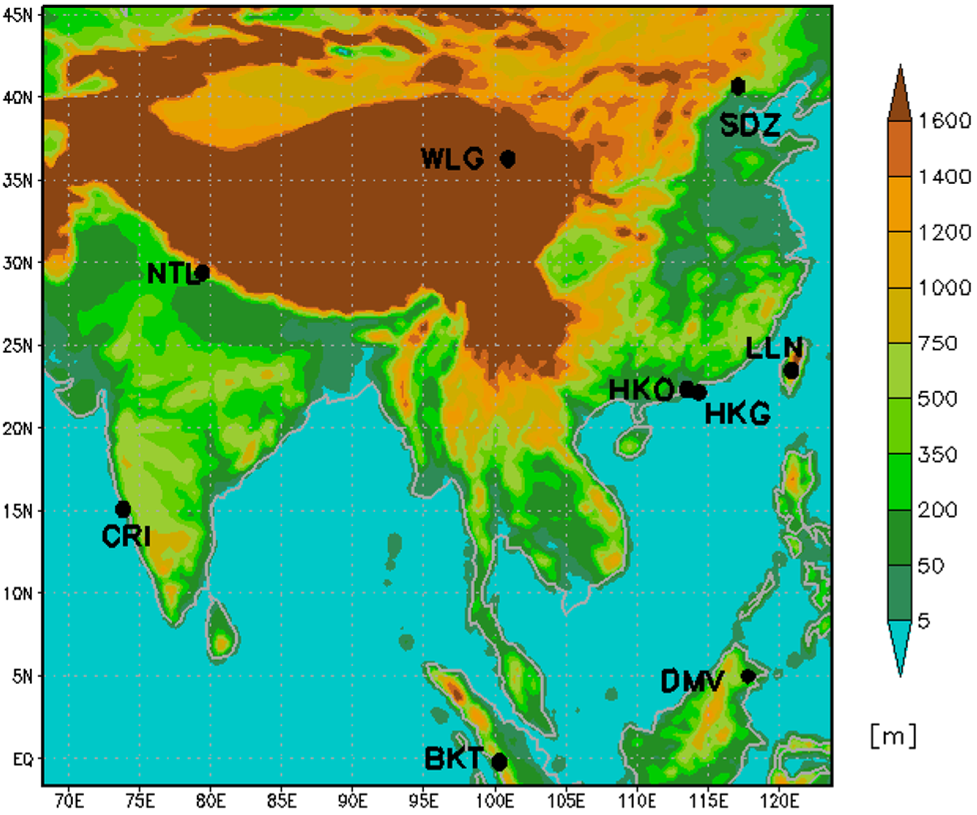 45N
40N
35N
30N
25N
20N
15N
10N
5N
EQ
70E 75E 80E 85E 90E 95E 100E 105E 110E 115E 120E
SDZ
WLG
NTL
LLN
HKO
HKG
CRI
DMV
BKT
1600
1400
1200
1000
750
500
350
200
50
5
[m]